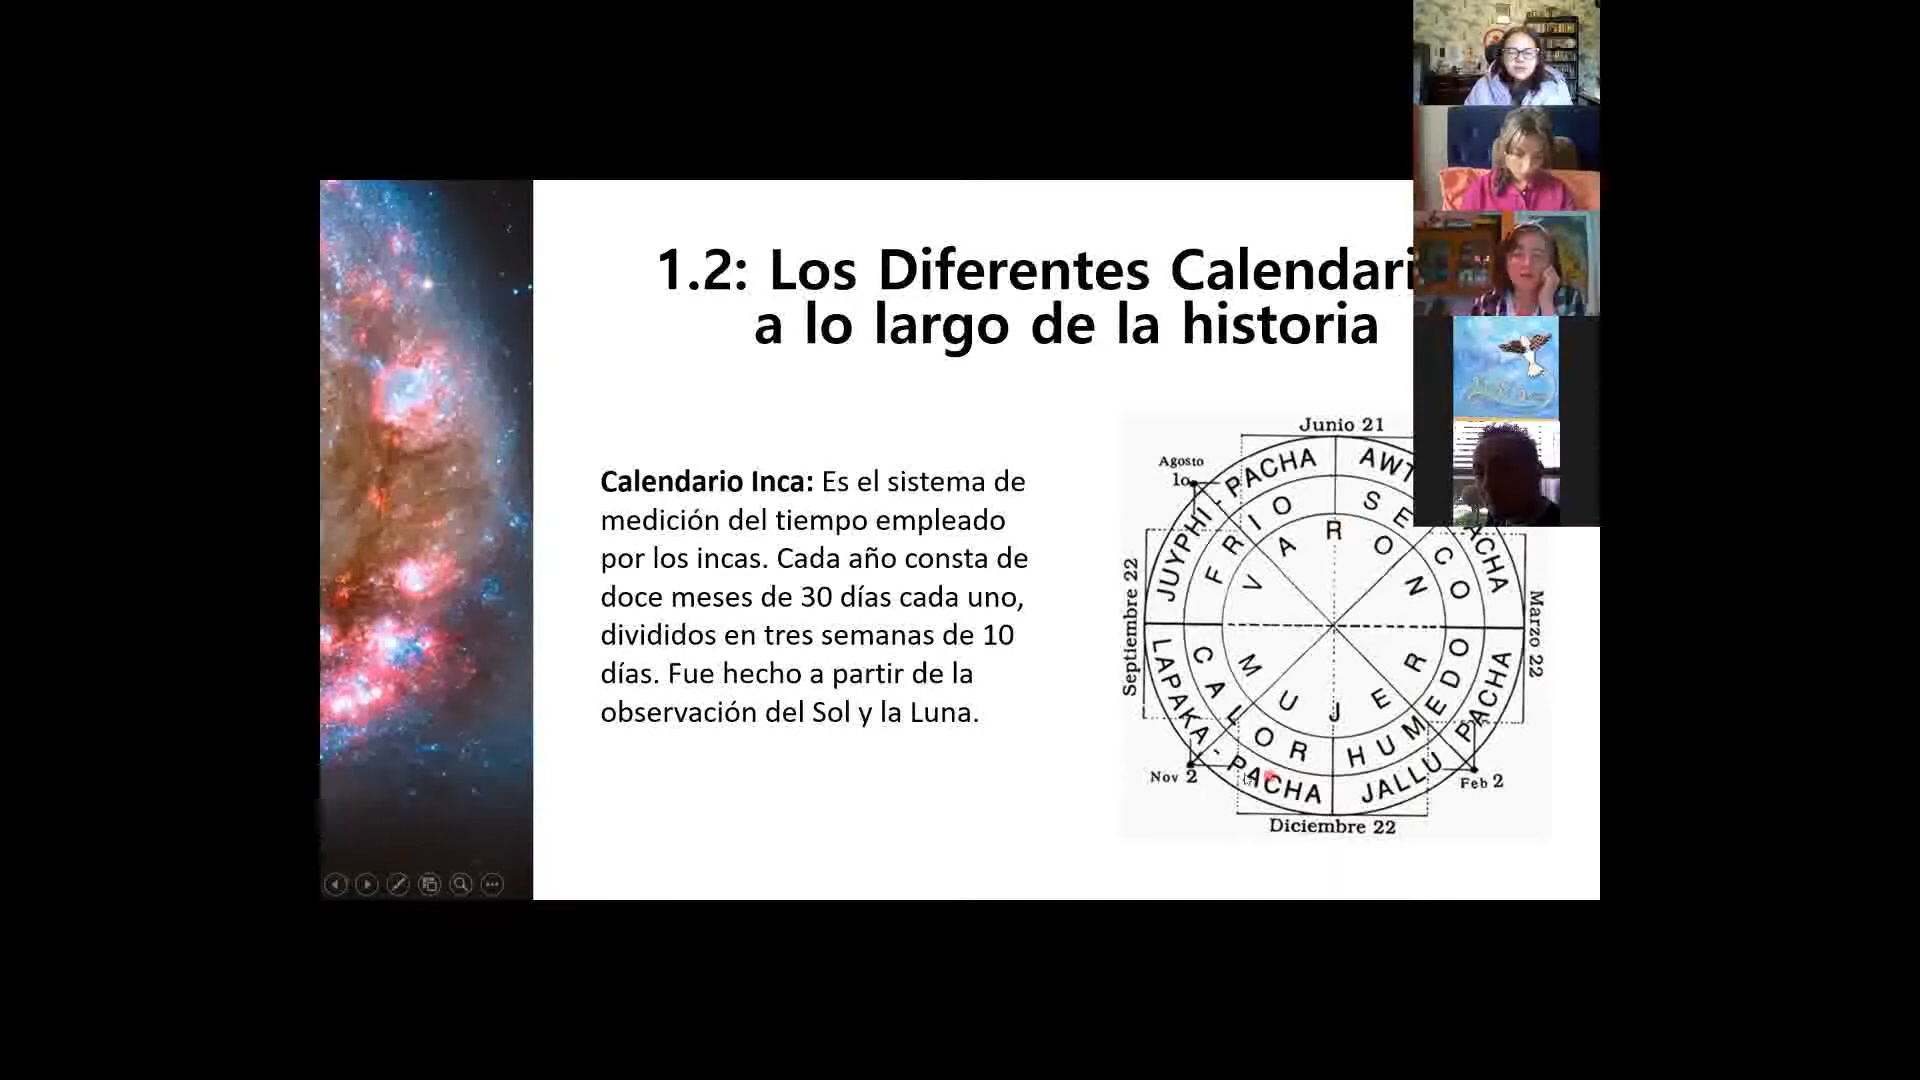 1.2: Los Diferentes Calendari
a lo largo de la historia
Calendario Inca: Es el sistema de
medición del tiempo empleado
por los incas. Cada año consta de
doce meses de 30 días cada uno,
divididos en tres semanas de 10
días. Fue hecho a partir de la
observación del Sol y la Luna.
Junio 21
Agosto
1o
JUYPHI - PACHA
AWT
ACHA
FRIO
SECO
VARON
Septiembre 22
Marzo 22
MUJER
CALOR
HUMEDO
LAPAKA - PACHA
JALLU PACHA
Nov 2
Feb 2
Diciembre 22